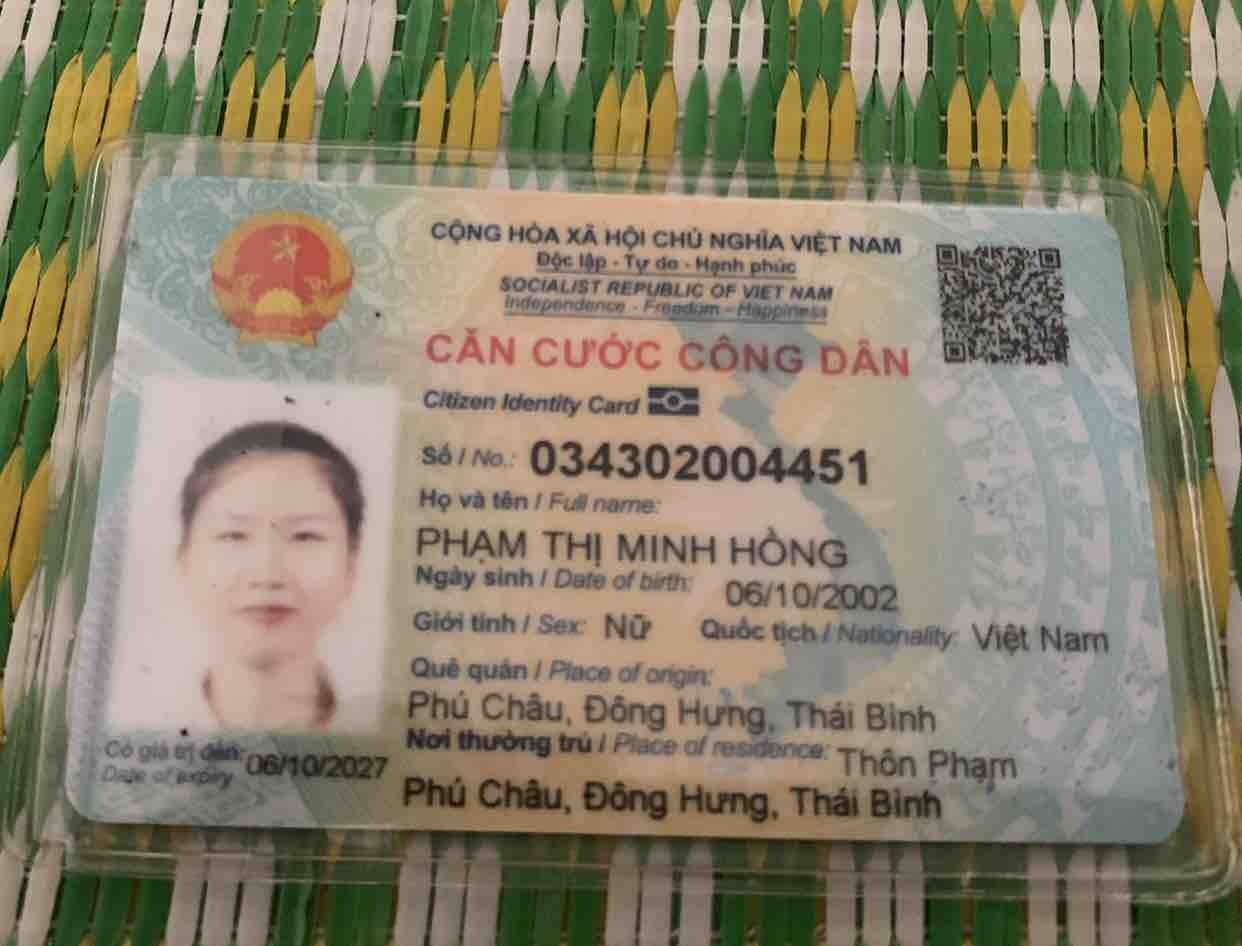 CỘNG HÒA XÃ HỘI CHỦ NGHĨA VIỆT NAM
Độc lập - Tự do - Hạnh phúc
SOCIALIST REPUBLIC OF VIET NAM
Independence - Freedom - Happiness
CĂN CƯỚC CÔNG DÂN
Citizen Identity Card
Số / No.: 034302004451
Họ và tên / Full name:
PHẠM THỊ MINH HỒNG
Ngày sinh / Date of birth: 06/10/2002
Giới tính / Sex: Nữ Quốc tịch / Nationality: Việt Nam
Quê quán / Place of origin:
Phú Châu, Đông Hưng, Thái Bình
Nơi thường trú / Place of residence: Thôn Phạm
Phú Châu, Đông Hưng, Thái Bình
Có giá trị đến: 06/10/2027
Date of expiry